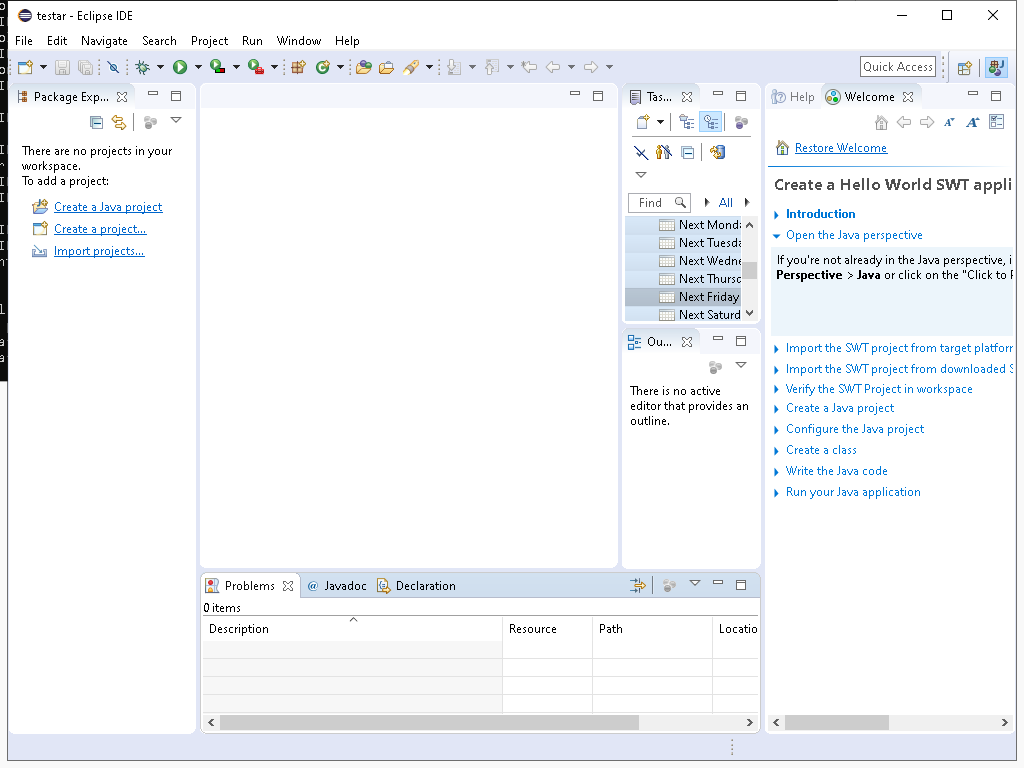 testar - Eclipse IDE
File Edit Navigate Search Project Run Window Help
Quick Access
Package Exp...
There are no projects in your
workspace.
To add a project:
Create a Java project
Create a project...
Import projects...
Tas...
Find
All
Next Monda
Next Tuesda
Next Wedne
Next Thursd
Next Friday
Next Saturd
Ou...
There is no active
editor that provides an
outline.
Help Welcome
Restore Welcome
Create a Hello World SWT appli
Introduction
Open the Java perspective
If you're not already in the Java perspective, i
Perspective > Java or click on the "Click to P
Import the SWT project from target platform
Import the SWT project from downloaded S
Verify the SWT Project in workspace
Create a Java project
Configure the Java project
Create a class
Write the Java code
Run your Java application
Problems @ Javadoc Declaration
0 items
Description Resource Path Locatio